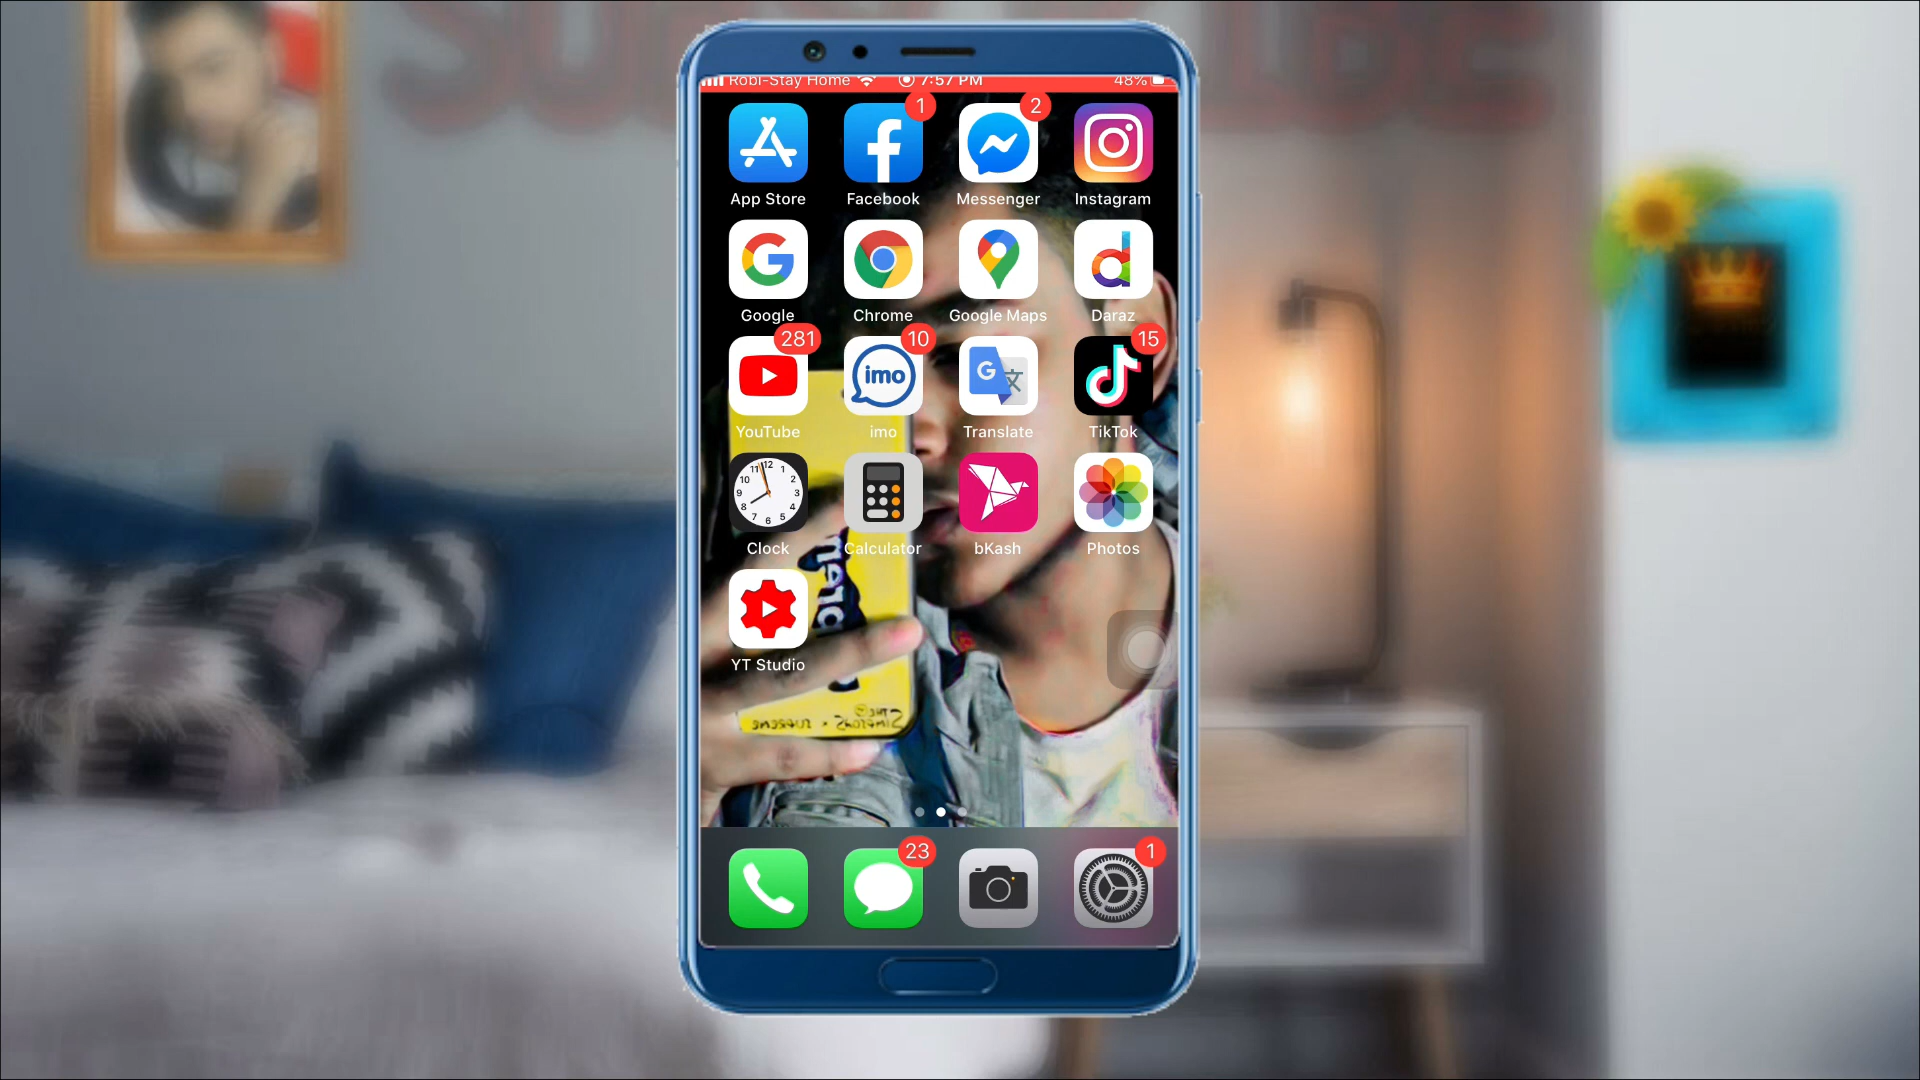 Robi-Stay Home 7:57 PM 48%
1 2
App Store Facebook Messenger Instagram
Google Chrome Google Maps Daraz
281 10 15
imo
YouTube imo Translate TikTok
Clock Calculator bKash Photos
YT Studio
23 1